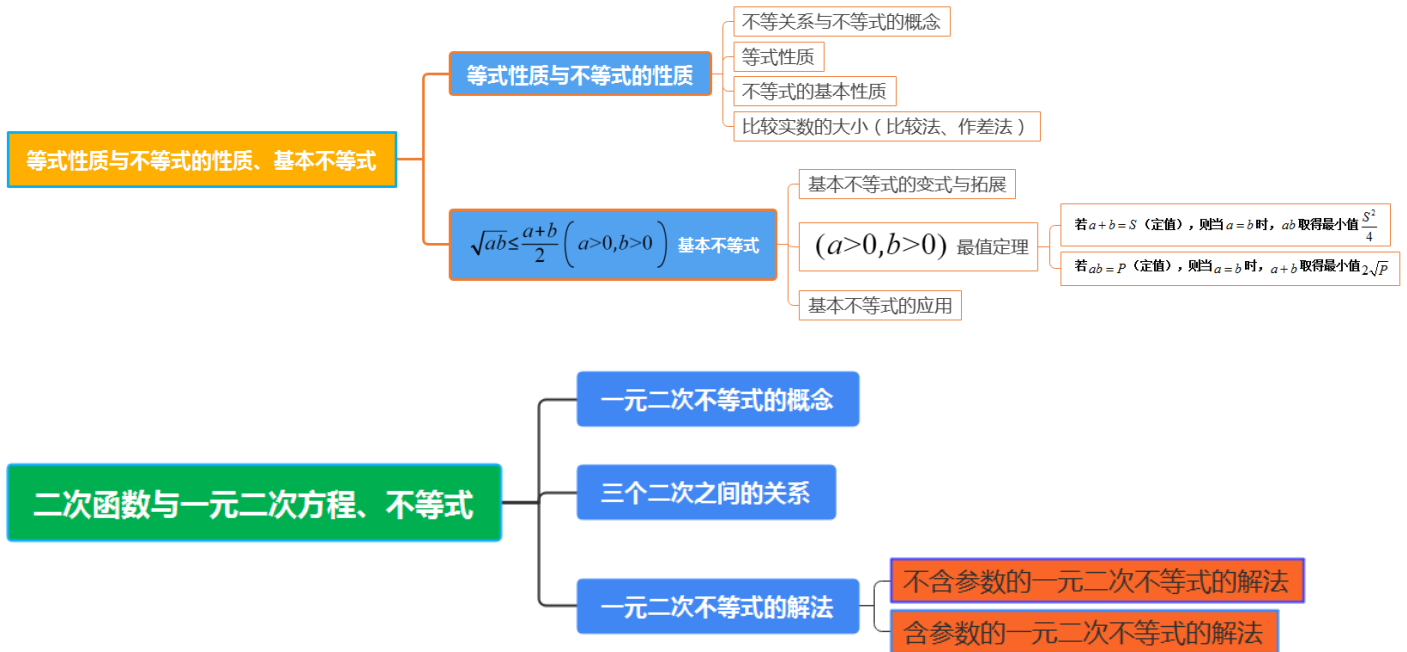 等式性质与不等式的性质、基本不等式
等式性质与不等式的性质
不等关系与不等式的概念
等式性质
不等式的基本性质
比较实数的大小（比较法、作差法）
√ab≤a+b/2(a>0,b>0) 基本不等式
基本不等式的变式与拓展
(a>0,b>0) 最值定理
若a+b=S（定值），则当a=b时，ab取得最小值S²/4
若ab=P（定值），则当a=b时，a+b取得最小值2√P
基本不等式的应用
二次函数与一元二次方程、不等式
一元二次不等式的概念
三个二次之间的关系
一元二次不等式的解法
不含参数的一元二次不等式的解法
含参数的一元二次不等式的解法